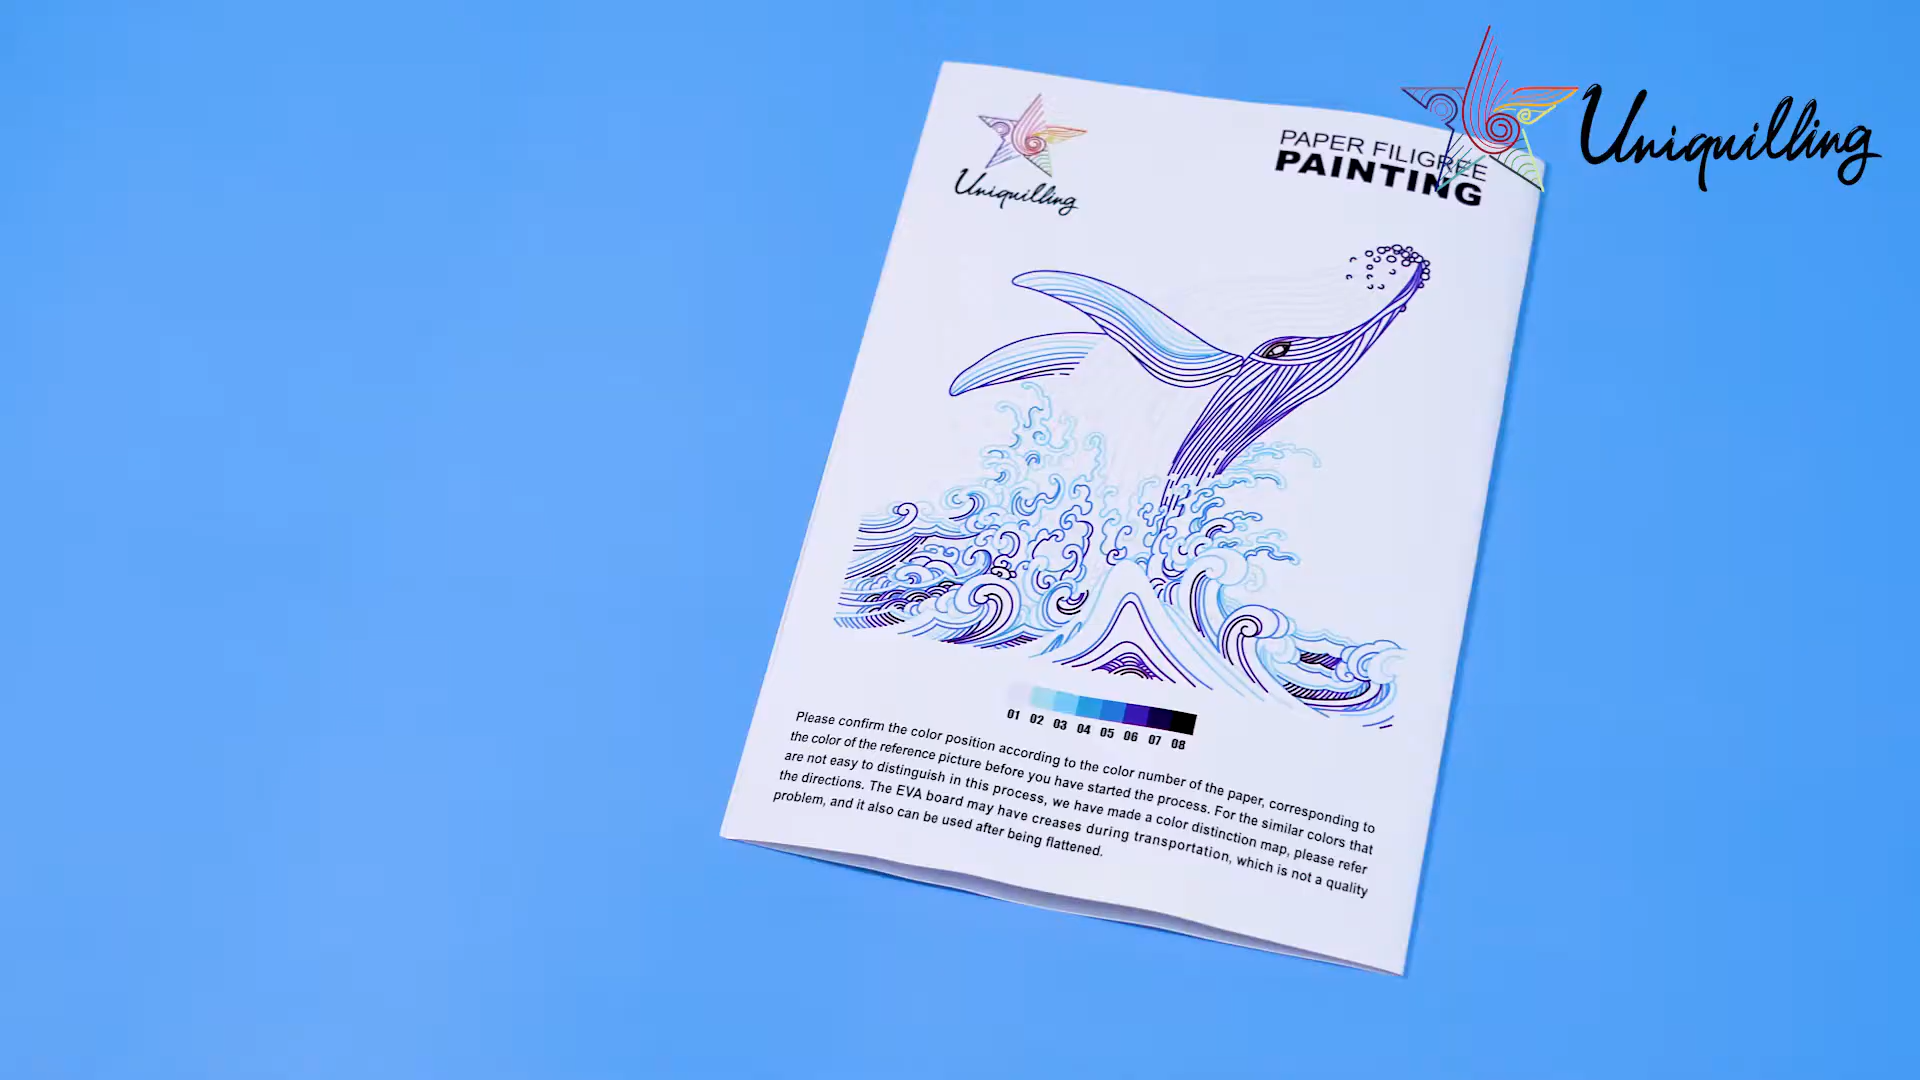 Uniquilling
Uniquilling
PAPER FILIGREE
PAINTING
01 02 03 04 05 06 07 08
Please confirm the color position according to the color number of the paper, corresponding to
the color of the reference picture before you have started the process. For the similar colors that
are not easy to distinguish in this process, we have made a color distinction map, please refer
the directions. The EVA board may have creases during transportation, which is not a quality
problem, and it also can be used after being flattened.